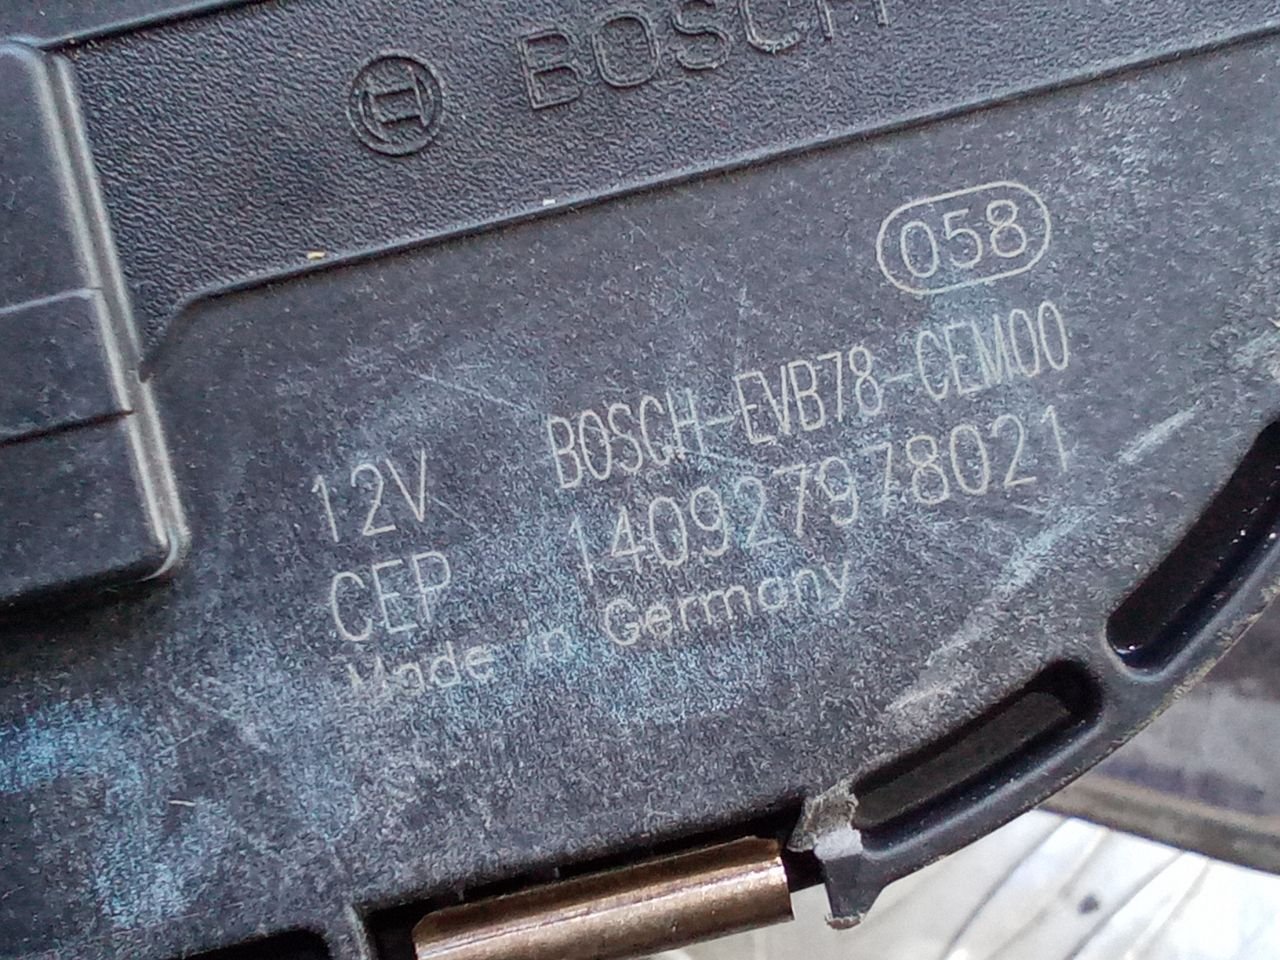 BOSCH
058
12V BOSCH-EVB78-CEM00
CEP 140927978021
Made in Germany